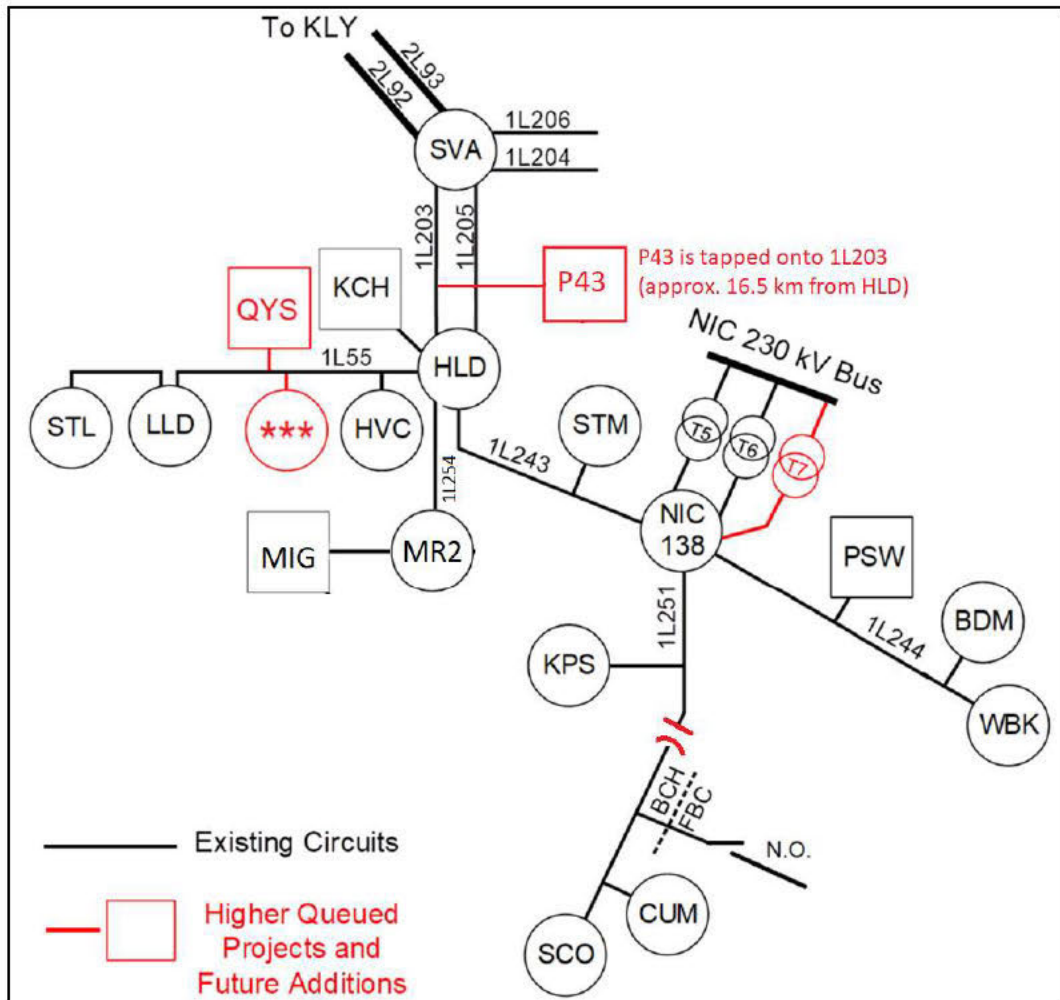 To KLY
2L93
2L92
SVA
1L206
1L204
1L203
1L205
P43
P43 is tapped onto 1L203
(approx. 16.5 km from HLD)
KCH
QYS
1L55
HLD
NIC 230 kV Bus
STL
LLD
***
HVC
STM
T5
T6
T7
1L243
1L254
NIC
138
MIG
MR2
PSW
1L251
1L244
BDM
KPS
WBK
BCH
FBC
N.O.
Existing Circuits
CUM
SCO
Higher Queued
Projects and
Future Additions